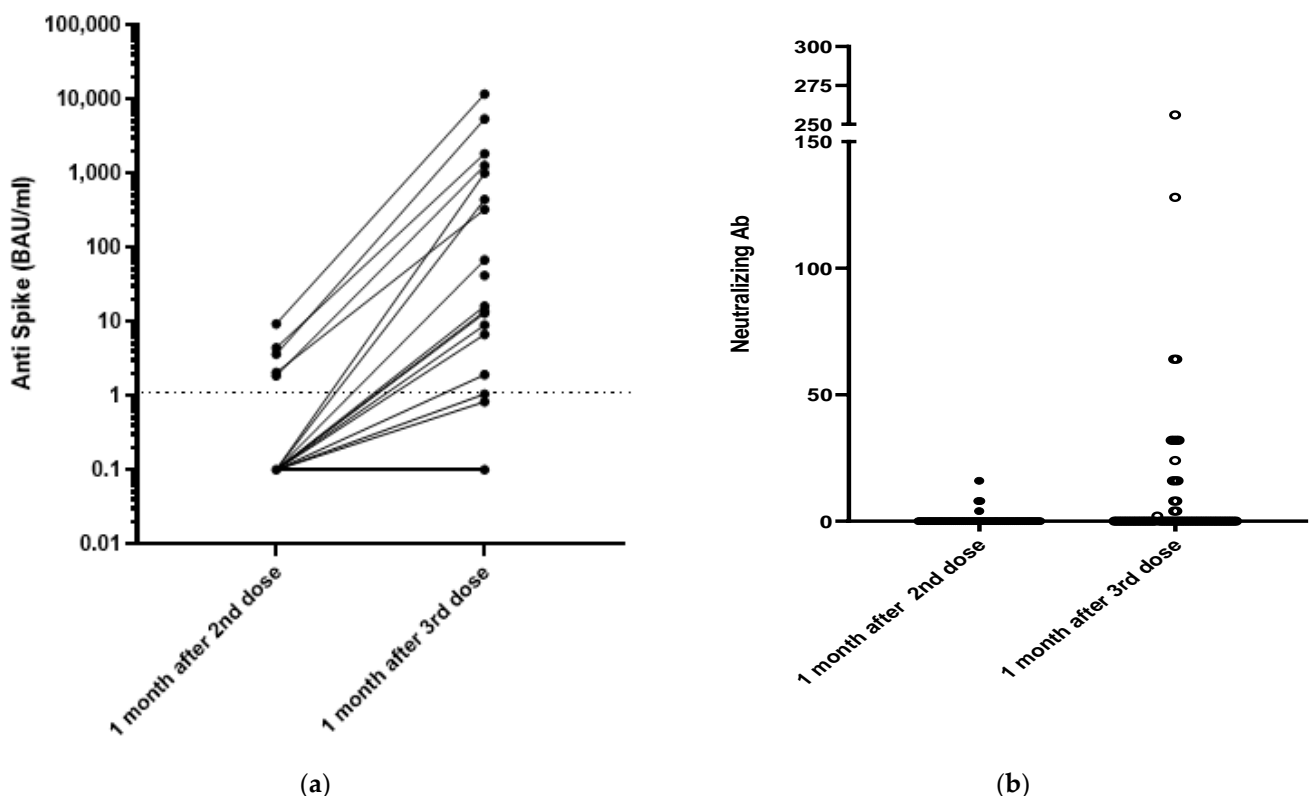 100,000
10,000
1,000
100
10
1
0.1
0.01
Anti Spike (BAU/ml)
1 month after 2nd dose
1 month after 3rd dose
(a)
300
275
250
150
100
50
0
Neutralizing Ab
1 month after 2nd dose
1 month after 3rd dose
(b)